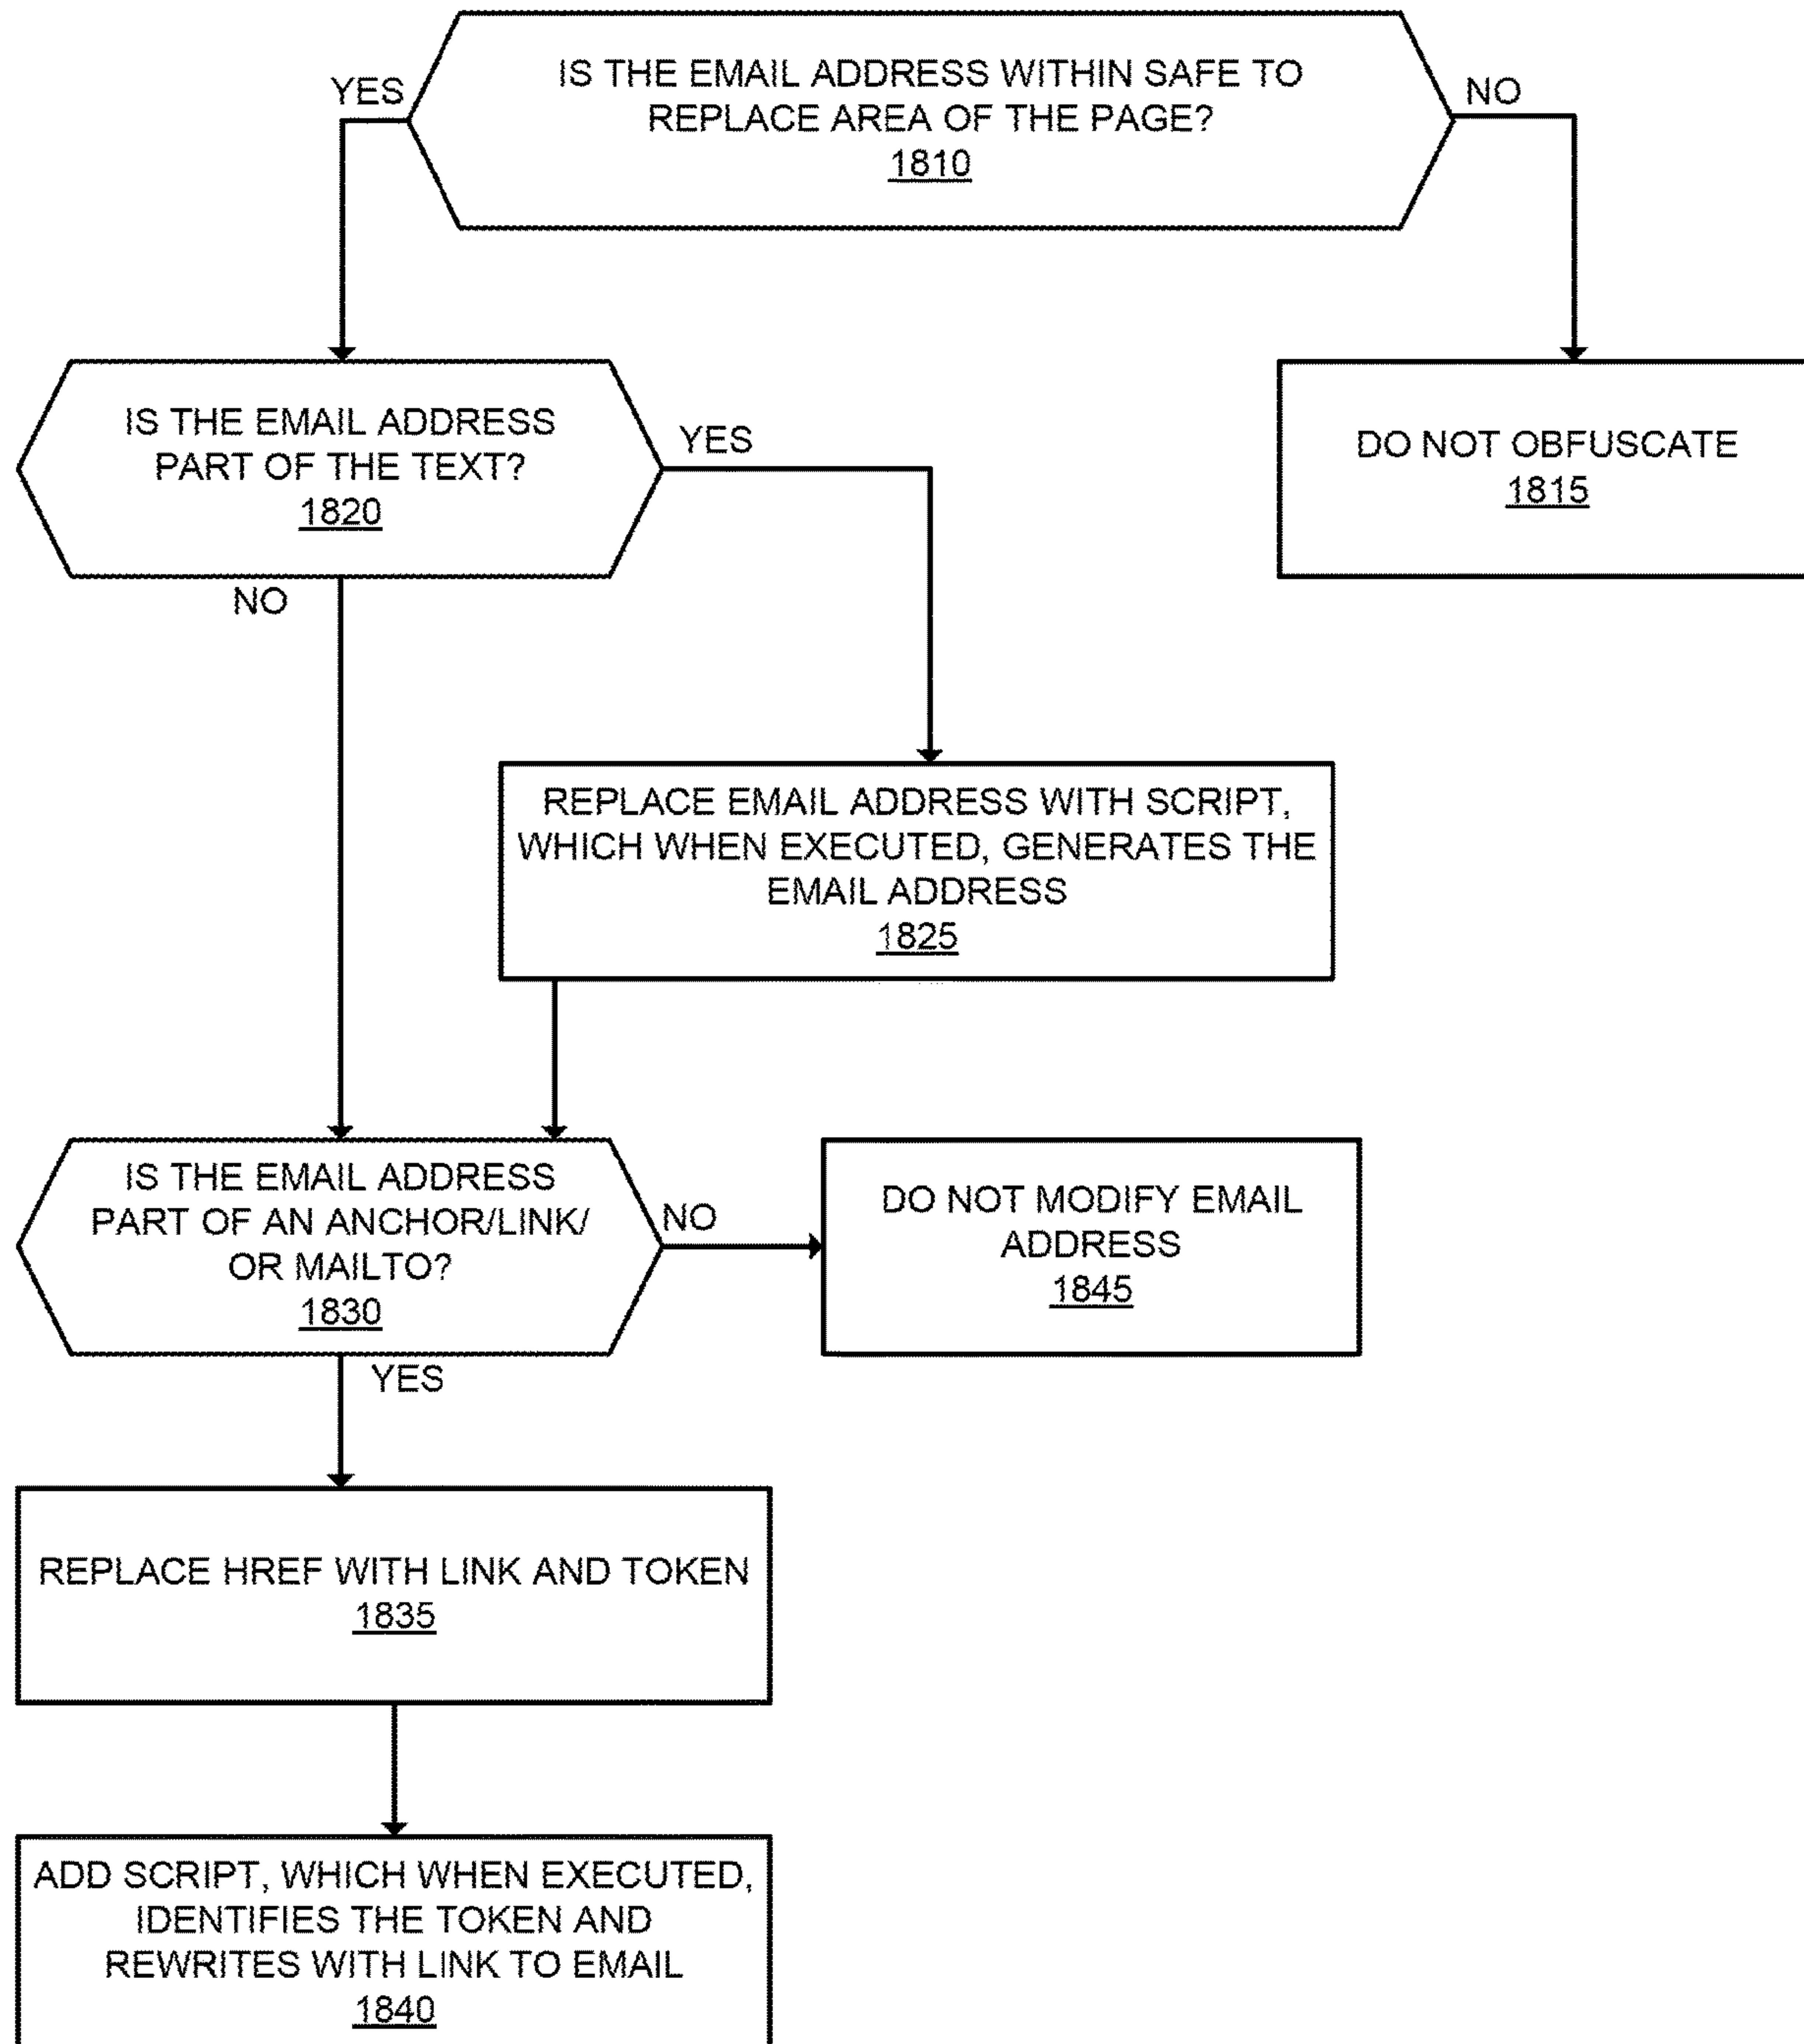 IS THE EMAIL ADDRESS WITHIN SAFE TO
REPLACE AREA OF THE PAGE?
1810
YES
NO
IS THE EMAIL ADDRESS
PART OF THE TEXT?
1820
YES
NO
DO NOT OBFUSCATE
1815
REPLACE EMAIL ADDRESS WITH SCRIPT,
WHICH WHEN EXECUTED, GENERATES THE
EMAIL ADDRESS
1825
IS THE EMAIL ADDRESS
PART OF AN ANCHOR/LINK/
OR MAILTO?
1830
NO
YES
DO NOT MODIFY EMAIL
ADDRESS
1845
REPLACE HREF WITH LINK AND TOKEN
1835
ADD SCRIPT, WHICH WHEN EXECUTED,
IDENTIFIES THE TOKEN AND
REWRITES WITH LINK TO EMAIL
1840